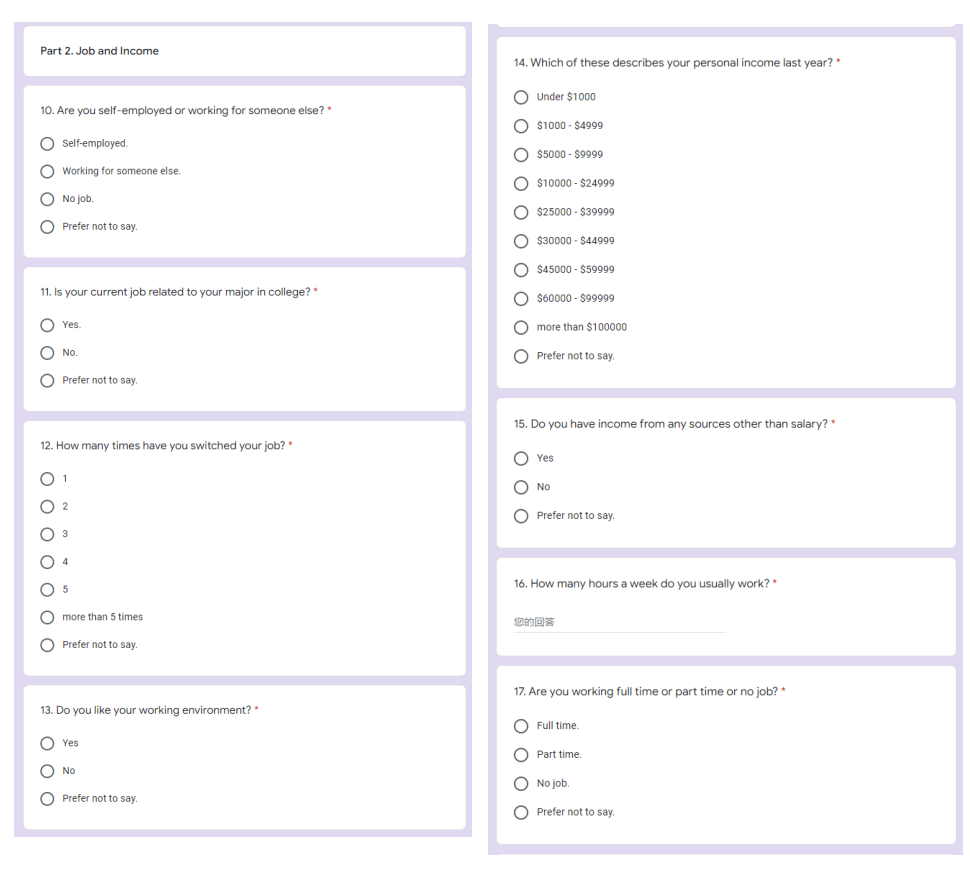 Part 2. Job and Income
10. Are you self-employed or working for someone else? *
Self-employed.
Working for someone else.
No job.
Prefer not to say.
11. Is your current job related to your major in college? *
Yes.
No.
Prefer not to say.
12. How many times have you switched your job? *
1
2
3
4
5
more than 5 times
Prefer not to say.
13. Do you like your working environment? *
Yes
No
Prefer not to say.
14. Which of these describes your personal income last year? *
Under $1000
$1000 - $4999
$5000 - $9999
$10000 - $24999
$25000 - $39999
$30000 - $44999
$45000 - $59999
$60000 - $99999
more than $100000
Prefer not to say.
15. Do you have income from any sources other than salary? *
Yes
No
Prefer not to say.
16. How many hours a week do you usually work? *
您的回答
17. Are you working full time or part time or no job? *
Full time.
Part time.
No job.
Prefer not to say.